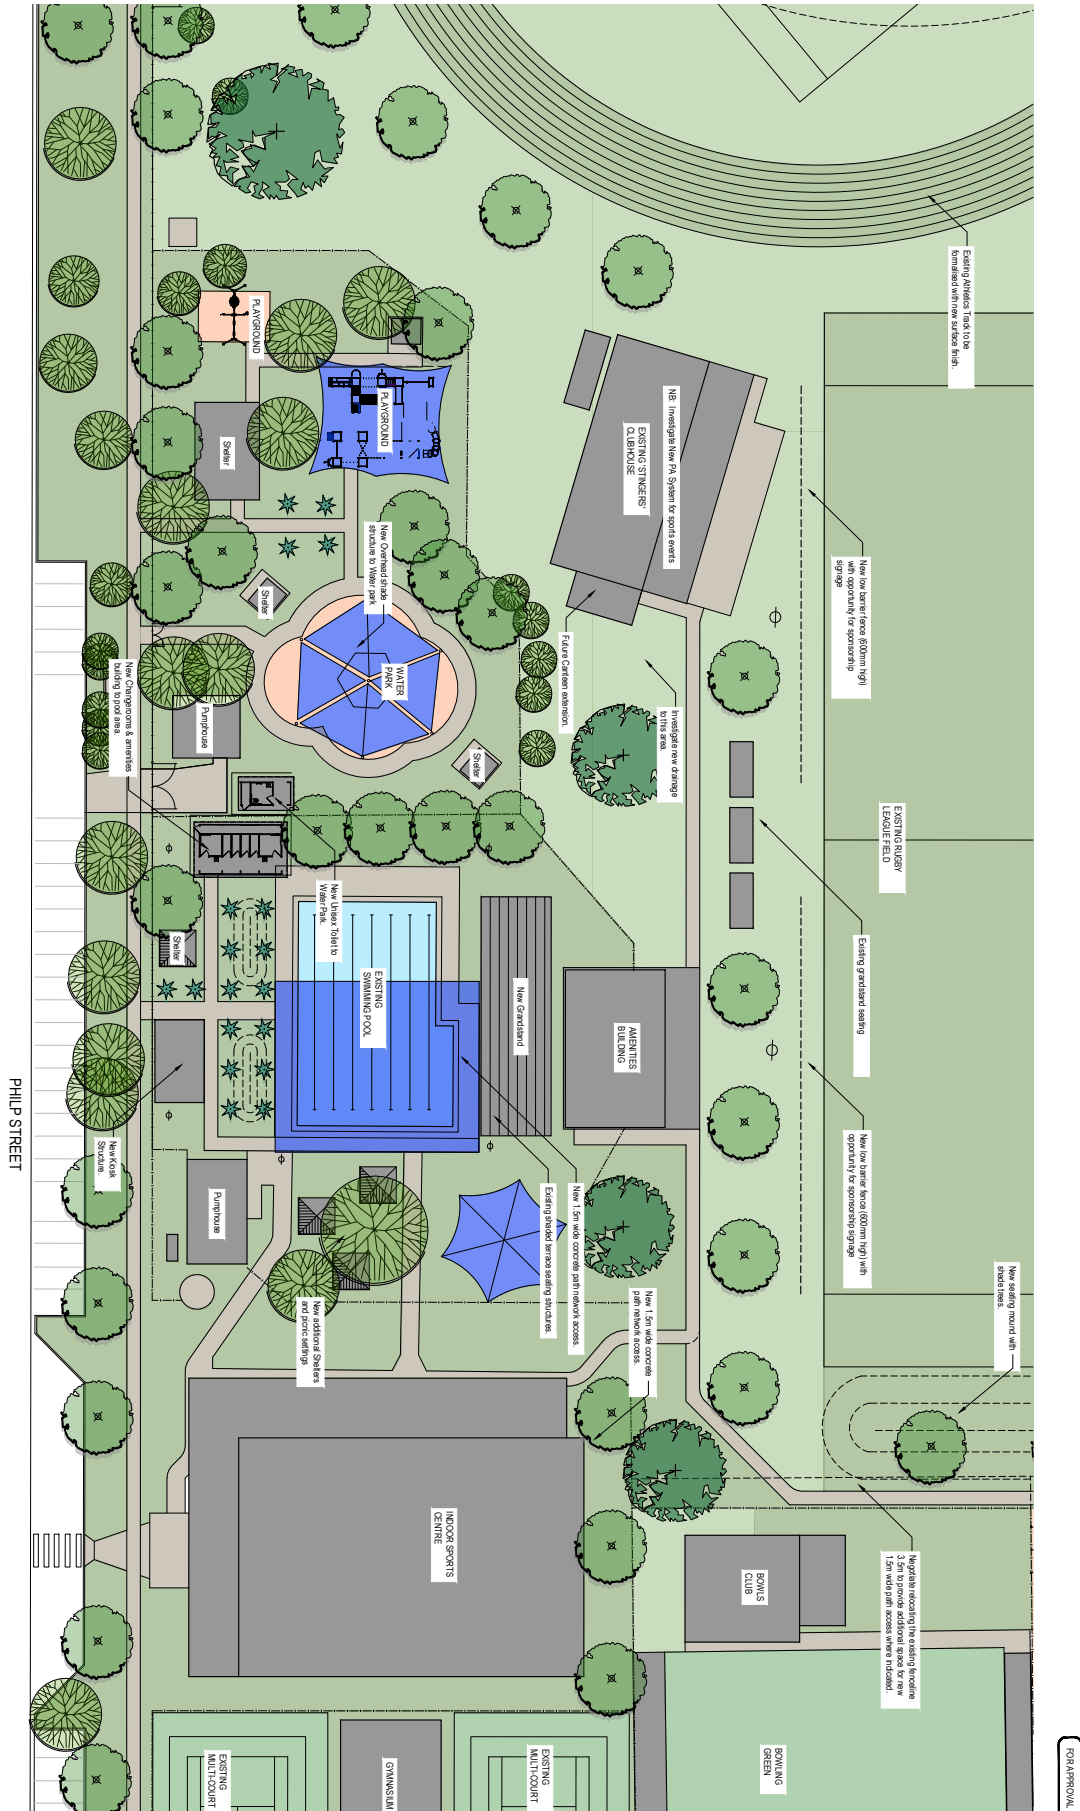 Existing Athletics Track to be
formalised with new surface finish.
PLAYGROUND
PLAYGROUND
Shelter
NB: Investigate New PA System for sports events
EXISTING 'STINGERS'
CLUBHOUSE
New low barrier fence (600mm high)
with opportunity for sponsorship
signage
New Overhead shade
structure to Water park
Shelter
WATER
PARK
Future Canteen extension.
Investigate new drainage
to this area.
New Changerooms & amenities
building to pool area.
Pumphouse
Shelter
EXISTING RUGBY
LEAGUE FIELD
New Unisex Toilet to
Water Park.
Shelter
EXISTING
SWIMMING POOL
New Grandstand
AMENITIES
BUILDING
Existing grandstand seating
New low barrier fence (600mm high) with
opportunity for sponsorship signage
PHILP STREET
New Kiosk
Structure.
Pumphouse
New 1.5m wide concrete path network access.
Existing shaded terrace seating structures.
New additional Shelters
and picnic settings
New 1.5m wide concrete
path network access.
New seating mound with
shade trees.
INDOOR SPORTS
CENTRE
BOWLS
CLUB
Negotiate relocating the existing fenceline
3.5m to provide additional space for new
1.5m wide path access where indicated.
EXISTING
MULTI-COURT
GYMNASIUM
EXISTING
MULTI-COURT
BOWLING
GREEN
FOR APPROVAL